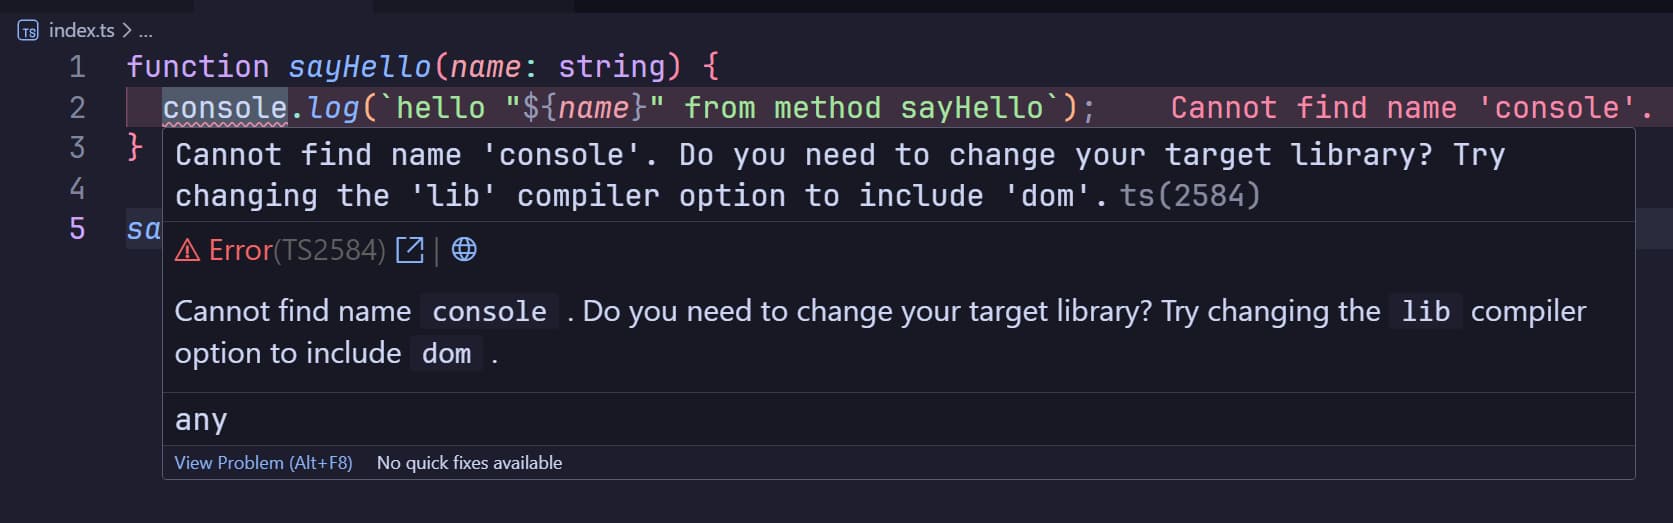 TS index.ts > ...
1 function sayHello(name: string) {
2 console.log(`hello "${name}" from method sayHello`); Cannot find name 'console'.
3 }
Cannot find name 'console'. Do you need to change your target library? Try
changing the 'lib' compiler option to include 'dom'. ts(2584)
4
5 sa
Error(TS2584) |
Cannot find name console . Do you need to change your target library? Try changing the lib compiler
option to include dom .
any
View Problem (Alt+F8) No quick fixes available